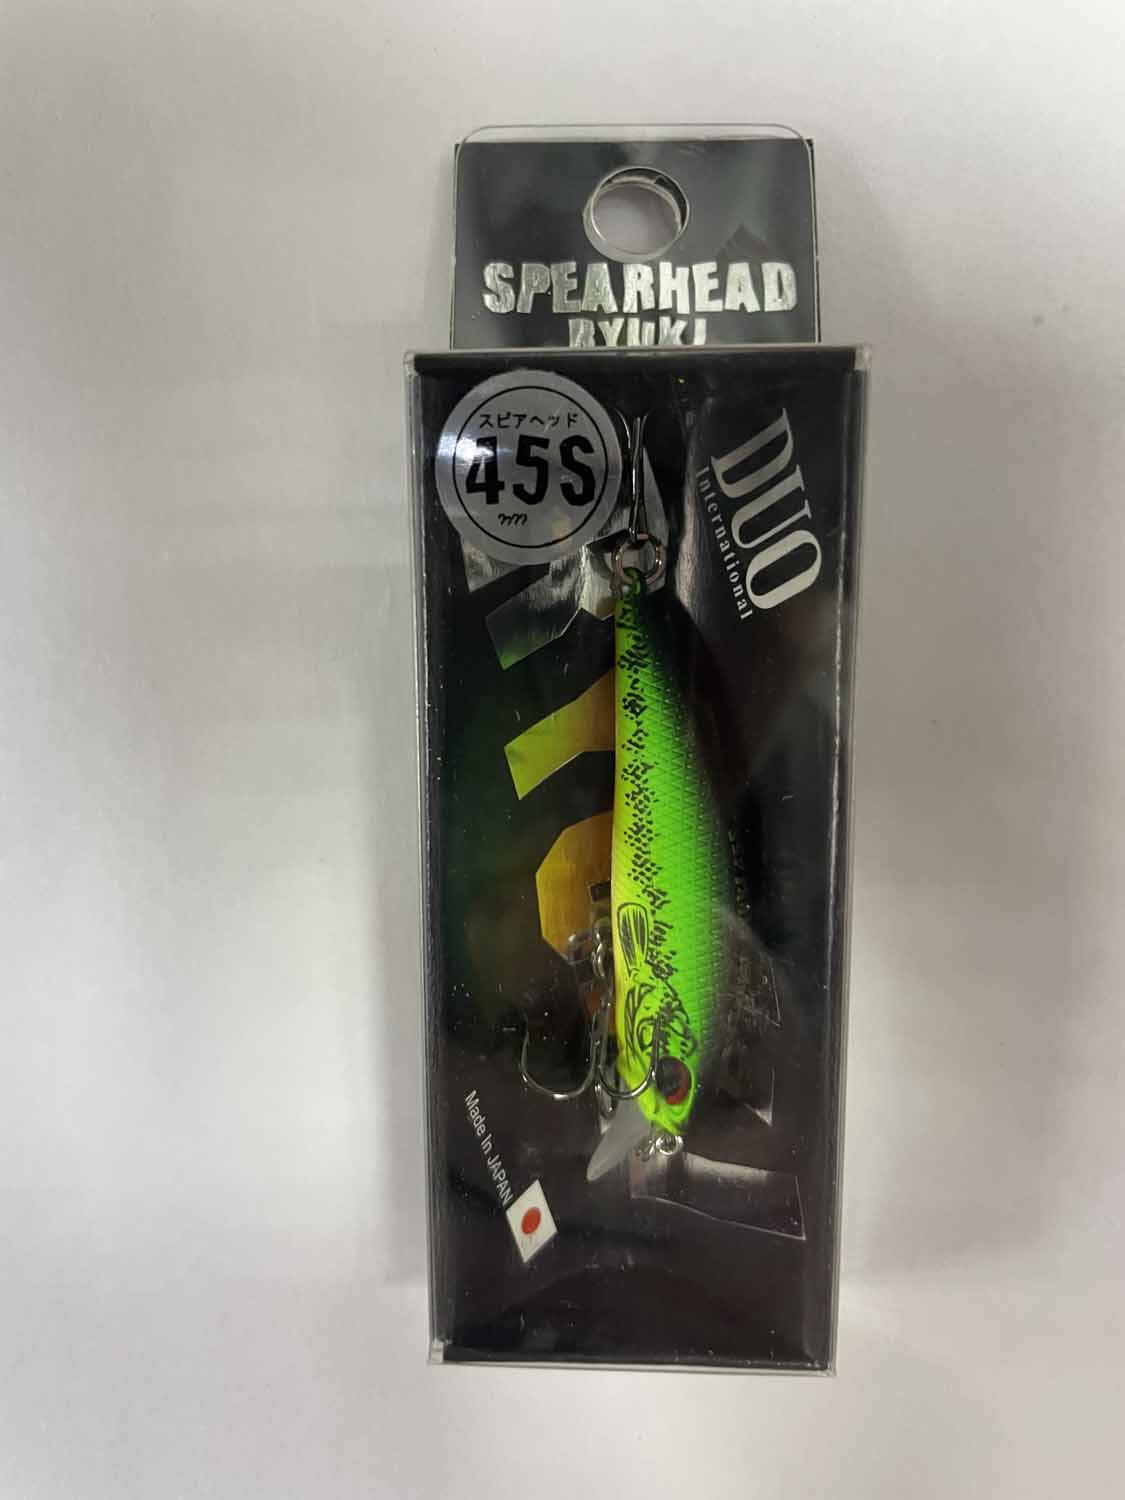 SPEARHEAD
RYUKI
スピアヘッド
45S
DUO
International
Made In JAPAN